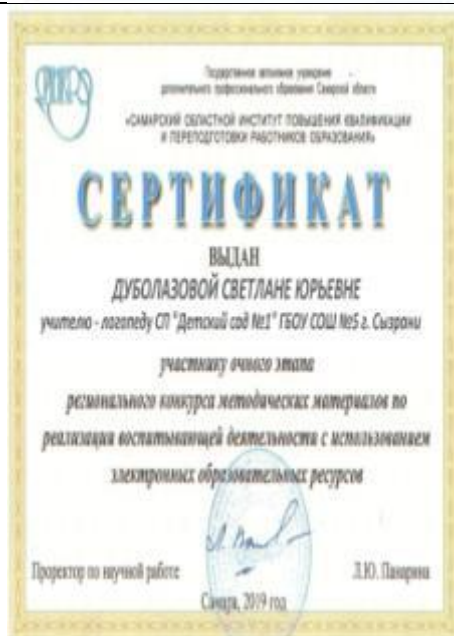 Государственное автономное учреждение
дополнительного профессионального образования Самарской области
«САМАРСКИЙ ОБЛАСТНОЙ ИНСТИТУТ ПОВЫШЕНИЯ КВАЛИФИКАЦИИ
И ПЕРЕПОДГОТОВКИ РАБОТНИКОВ ОБРАЗОВАНИЯ»
СЕРТИФИКАТ
ВЫДАН
ДУБОЛАЗОВОЙ СВЕТЛАНЕ ЮРЬЕВНЕ
учителю - логопеду СП "Детский сад №1" ГБОУ СОШ №5 г. Сызрани
участнику очного этапа
регионального конкурса методических материалов по
реализации воспитывающей деятельности с использованием
электронных образовательных ресурсов
Проректор по научной работе
Л.Ю. Панарина
Самара, 2019 год